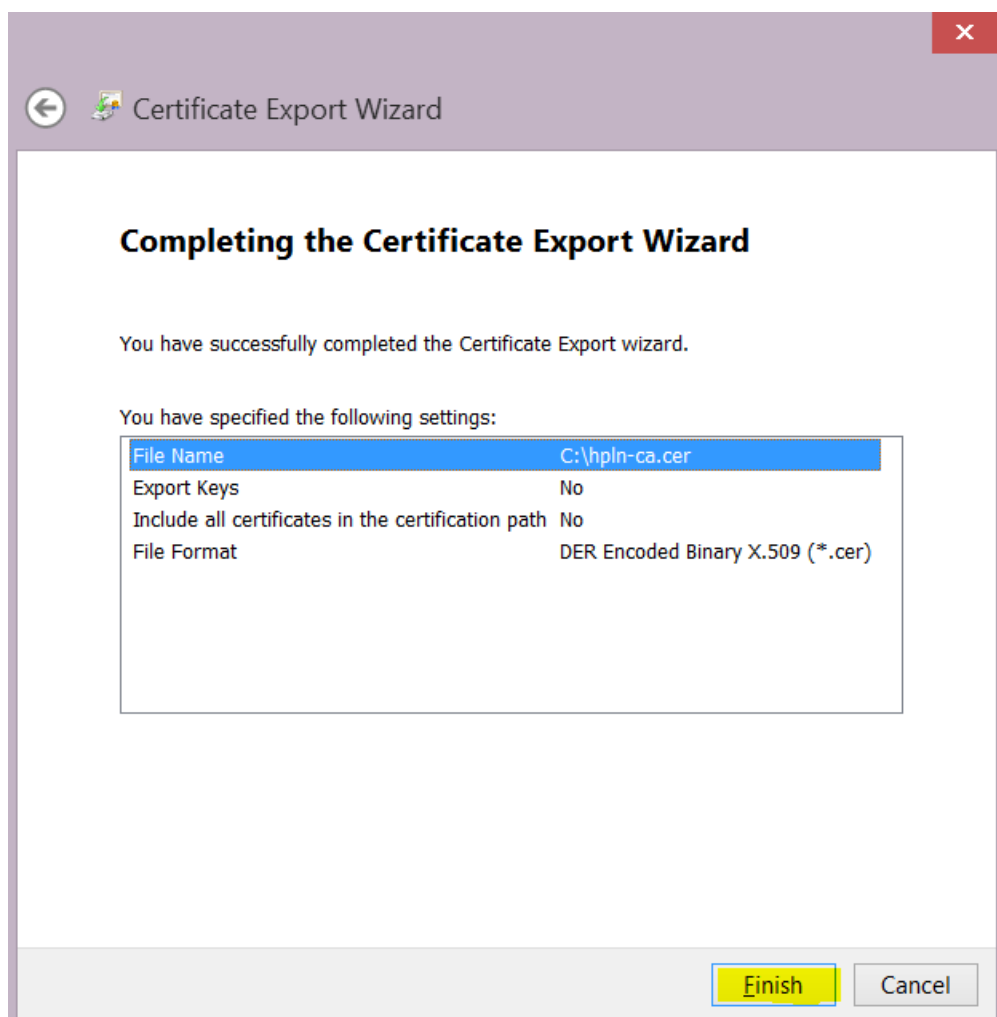 Certificate Export Wizard
Completing the Certificate Export Wizard
You have successfully completed the Certificate Export wizard.
You have specified the following settings:
File Name C:\hpln-ca.cer
Export Keys No
Include all certificates in the certification path No
File Format DER Encoded Binary X.509 (*.cer)
Finish Cancel